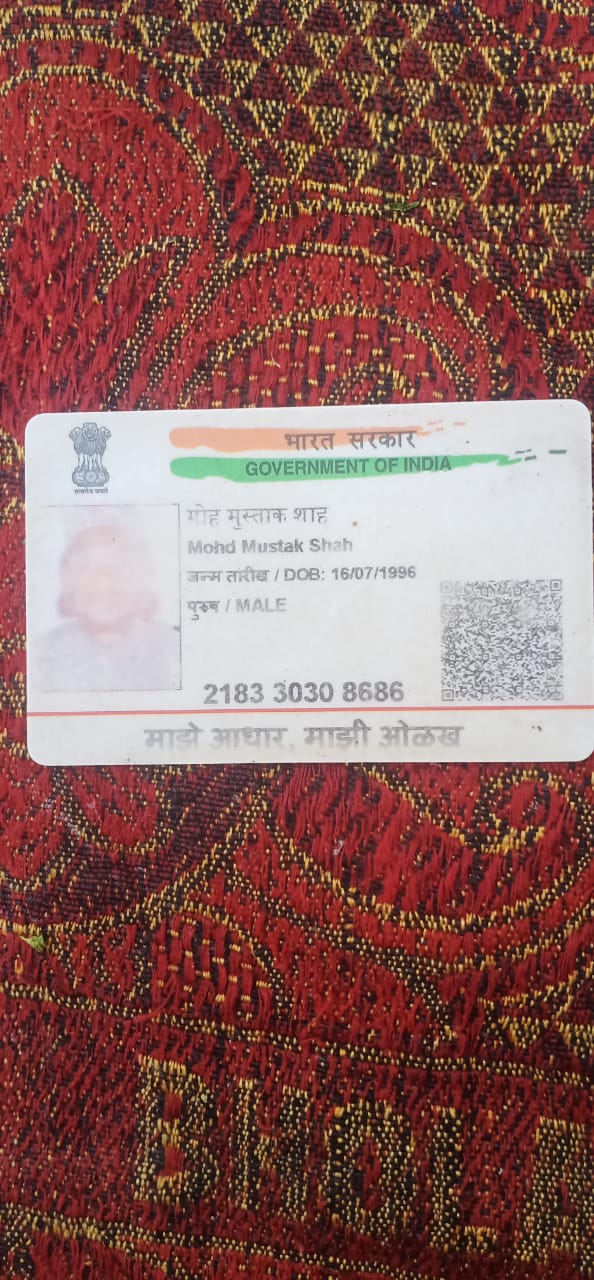 भारत सरकार
GOVERNMENT OF INDIA
सत्यमेव जयते
मोह मुस्ताक शाह
Mohd Mustak Shah
जन्म तारीख / DOB: 16/07/1996
पुरुष / MALE
2183 3030 8686
माझे आधार, माझी ओळख